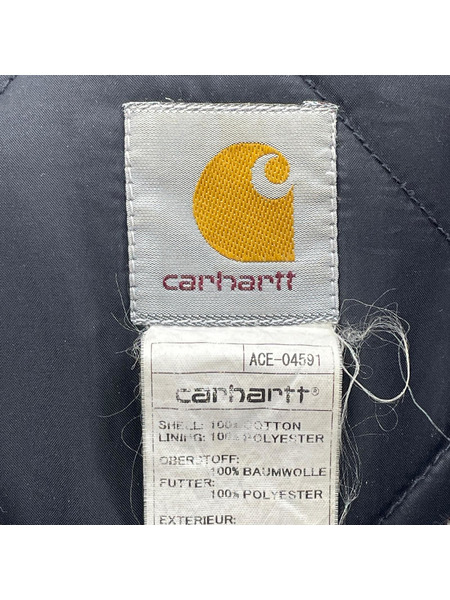 carhartt
ACE-04591
carhartt®
SHELL: 100% COTTON
LINING: 100% POLYESTER
OBERSTOFF:
100% BAUMWOLLE
FUTTER:
100% POLYESTER
EXTERIEUR: